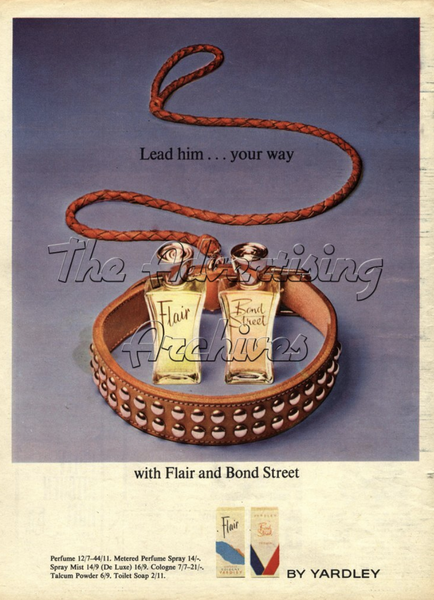 Lead him . . . your way
The Advertising
Archives
Flair
Bond
Street
with Flair and Bond Street
Flair
Bond
Street
Perfume 12/7–44/11. Metered Perfume Spray 14/-.
Spray Mist 14/9 (De Luxe) 16/9. Cologne 7/7–21/-.
Talcum Powder 6/9. Toilet Soap 2/11.
BY YARDLEY